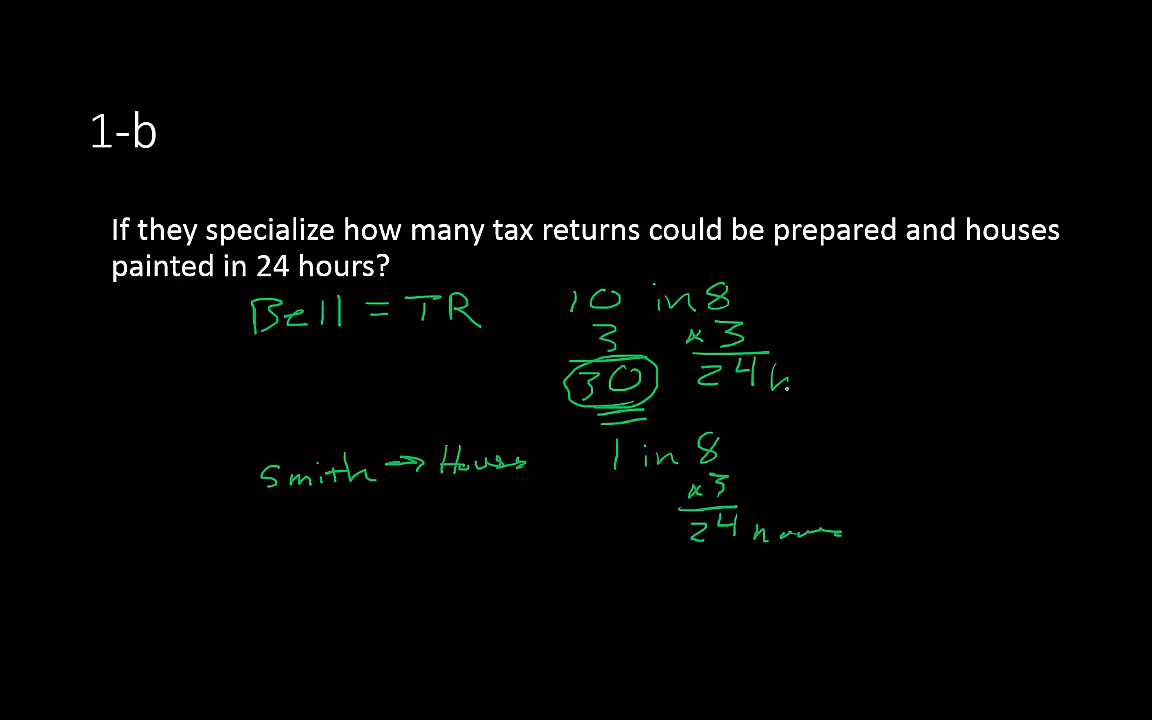 1-b
If they specialize how many tax returns could be prepared and houses
painted in 24 hours?
Bell = TR 10 in 8
3 x 3
30 24 h
Smith → Houses 1 in 8
x 3
24 hours